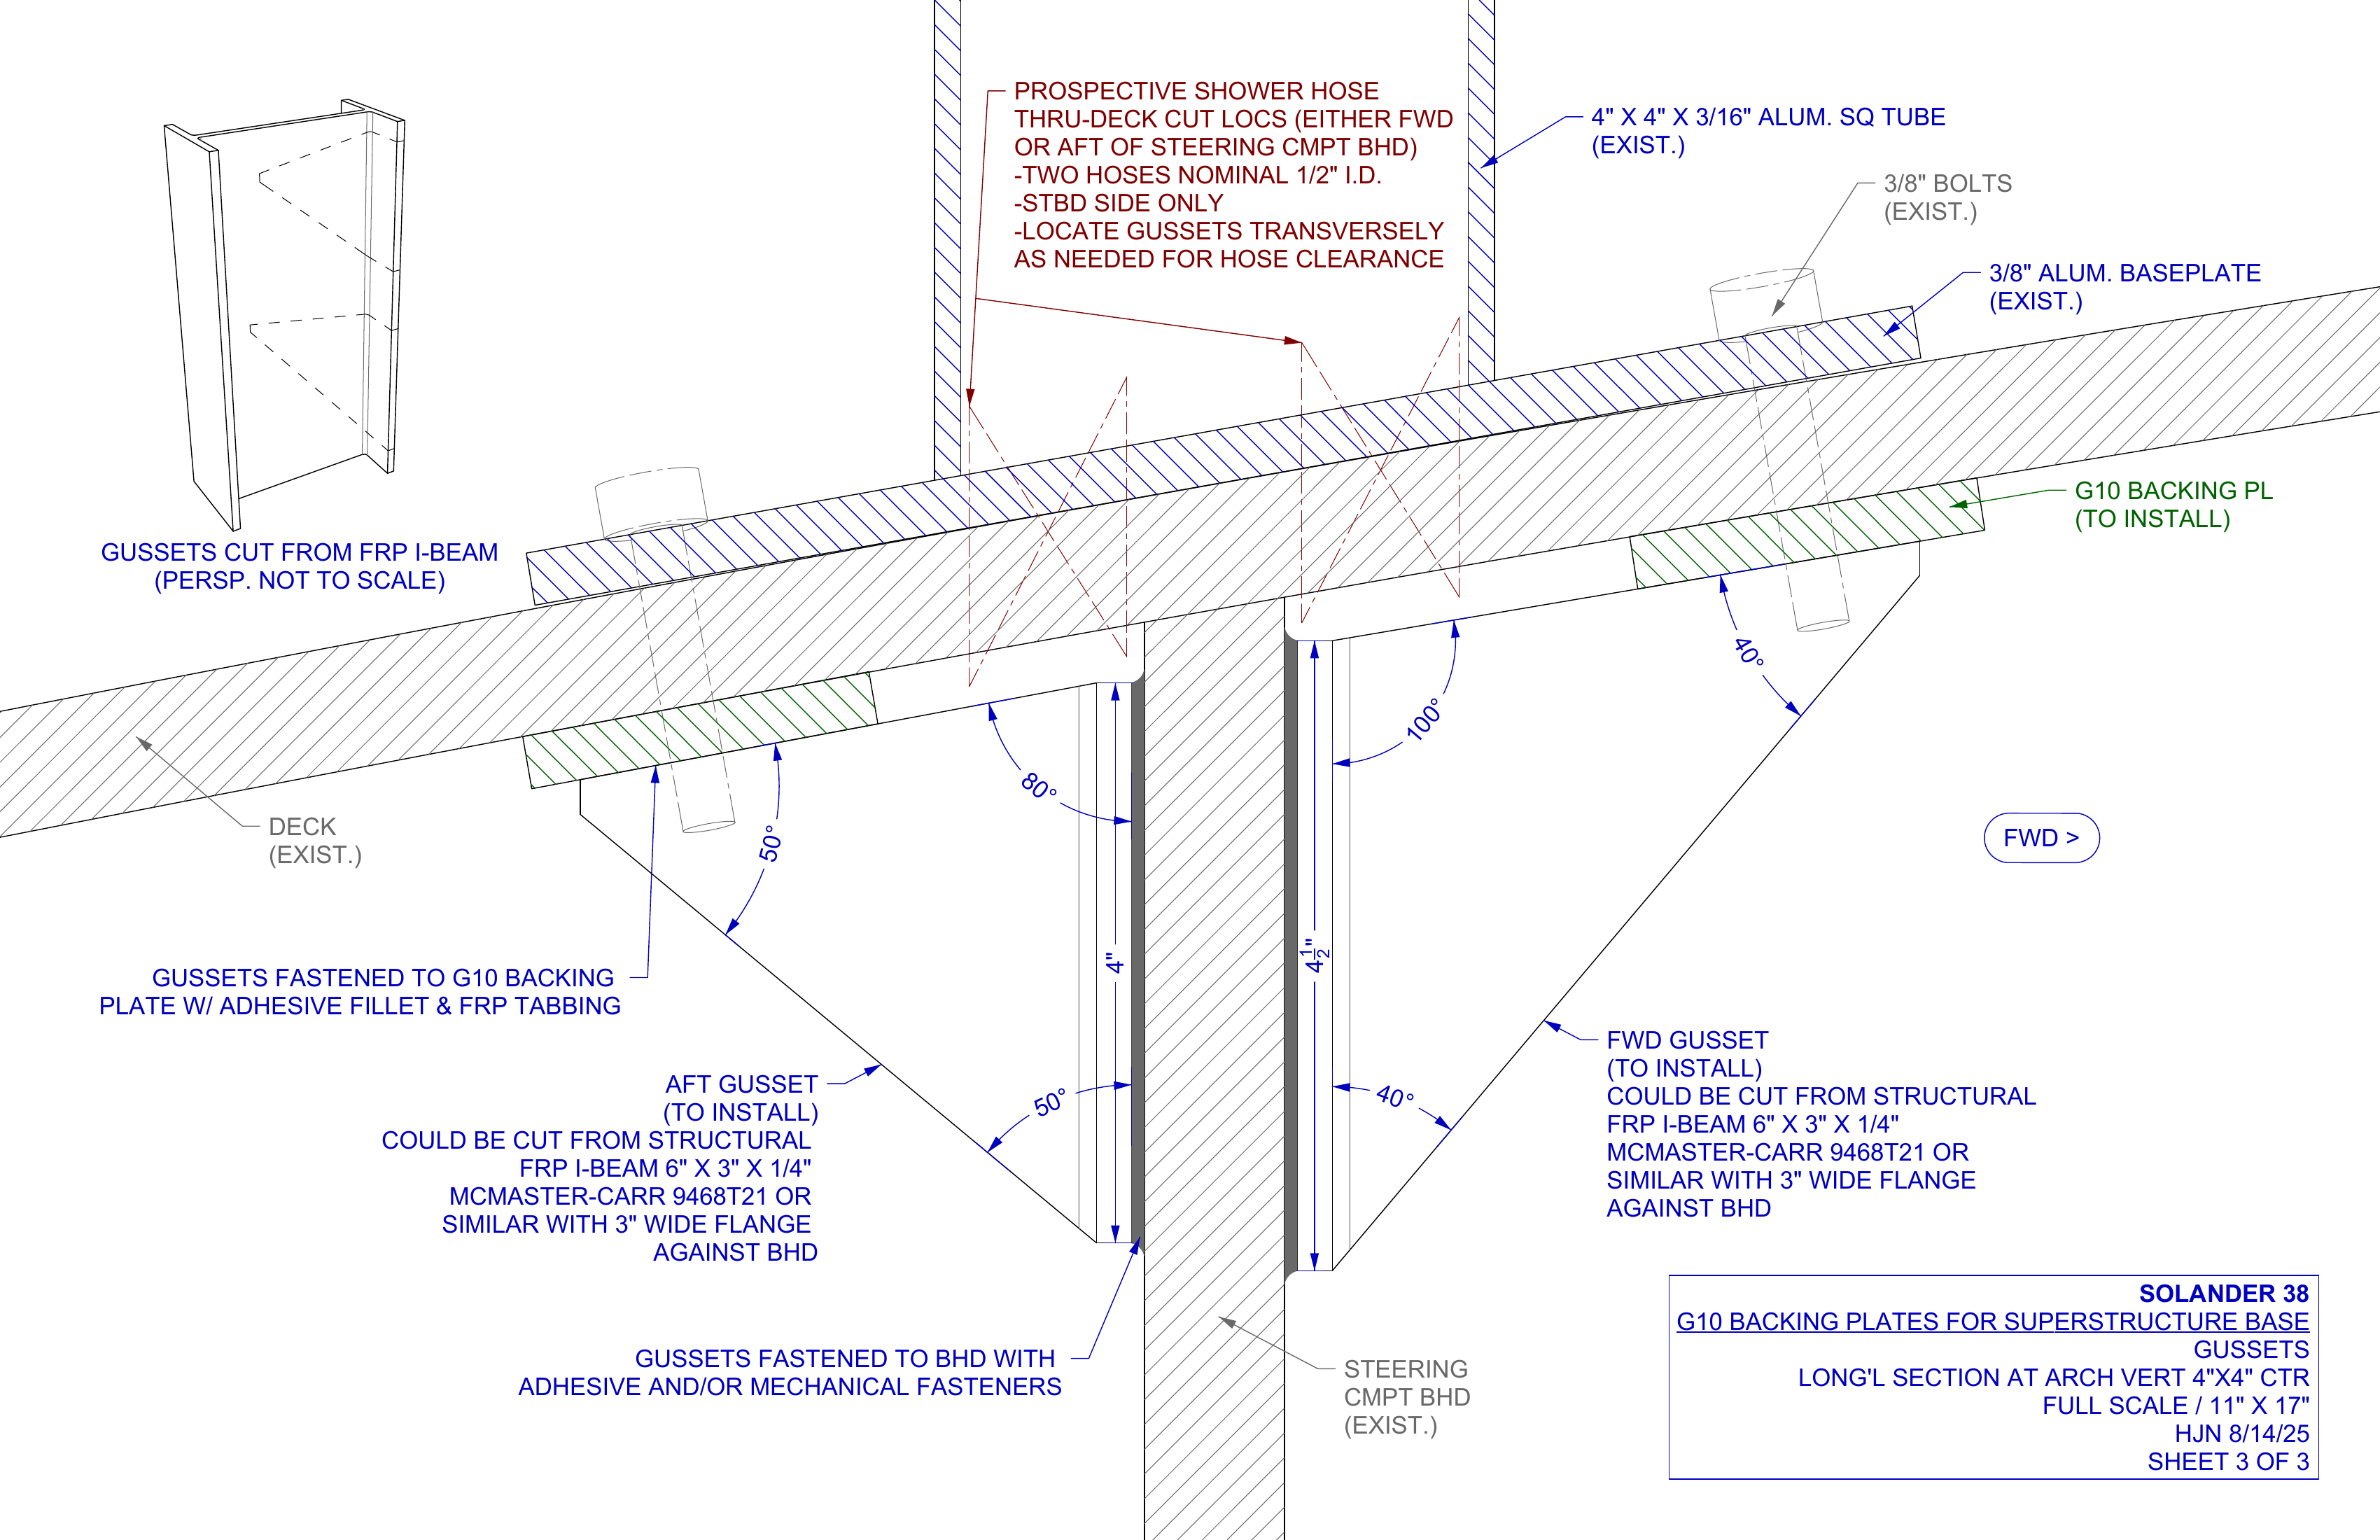 PROSPECTIVE SHOWER HOSE
THRU-DECK CUT LOCS (EITHER FWD
OR AFT OF STEERING CMPT BHD)
-TWO HOSES NOMINAL 1/2" I.D.
-STBD SIDE ONLY
-LOCATE GUSSETS TRANSVERSELY
AS NEEDED FOR HOSE CLEARANCE
4" X 4" X 3/16" ALUM. SQ TUBE
(EXIST.)
3/8" BOLTS
(EXIST.)
3/8" ALUM. BASEPLATE
(EXIST.)
G10 BACKING PL
(TO INSTALL)
GUSSETS CUT FROM FRP I-BEAM
(PERSP. NOT TO SCALE)
40°
100°
80°
50°
DECK
(EXIST.)
FWD >
4"
4 1/2"
GUSSETS FASTENED TO G10 BACKING
PLATE W/ ADHESIVE FILLET & FRP TABBING
50°
40°
AFT GUSSET
(TO INSTALL)
COULD BE CUT FROM STRUCTURAL
FRP I-BEAM 6" X 3" X 1/4"
MCMASTER-CARR 9468T21 OR
SIMILAR WITH 3" WIDE FLANGE
AGAINST BHD
FWD GUSSET
(TO INSTALL)
COULD BE CUT FROM STRUCTURAL
FRP I-BEAM 6" X 3" X 1/4"
MCMASTER-CARR 9468T21 OR
SIMILAR WITH 3" WIDE FLANGE
AGAINST BHD
GUSSETS FASTENED TO BHD WITH
ADHESIVE AND/OR MECHANICAL FASTENERS
STEERING
CMPT BHD
(EXIST.)
SOLANDER 38
G10 BACKING PLATES FOR SUPERSTRUCTURE BASE
GUSSETS
LONG'L SECTION AT ARCH VERT 4"X4" CTR
FULL SCALE / 11" X 17"
HJN 8/14/25
SHEET 3 OF 3